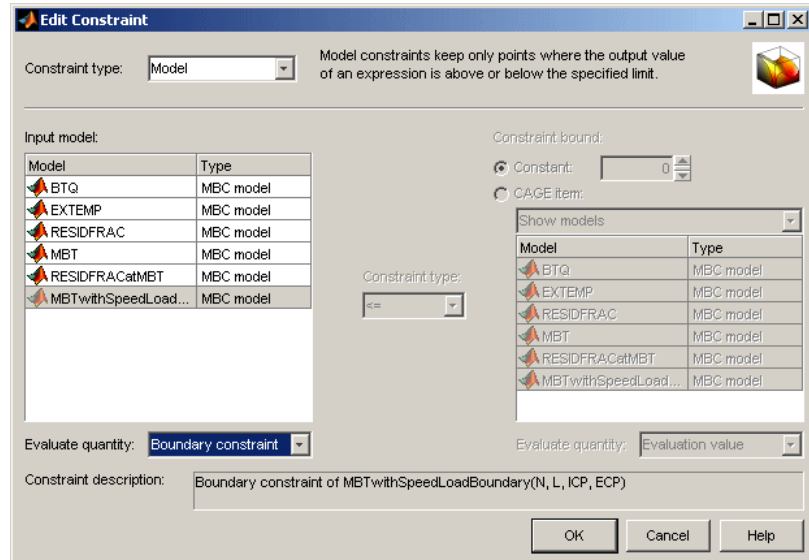 Edit Constraint
Constraint type: Model
Model constraints keep only points where the output value
of an expression is above or below the specified limit.
Input model:
Model Type
BTQ MBC model
EXTEMP MBC model
RESIDFRAC MBC model
MBT MBC model
RESIDFRACatMBT MBC model
MBTwithSpeedLoad... MBC model
Evaluate quantity: Boundary constraint
Constraint type:
<=
Constraint bound:
Constant: 0
CAGE item:
Show models
Model Type
BTQ MBC model
EXTEMP MBC model
RESIDFRAC MBC model
MBT MBC model
RESIDFRACatMBT MBC model
MBTwithSpeedLoad... MBC model
Evaluate quantity: Evaluation value
Constraint description: Boundary constraint of MBTwithSpeedLoadBoundary(N, L, ICP, ECP)
OK Cancel Help